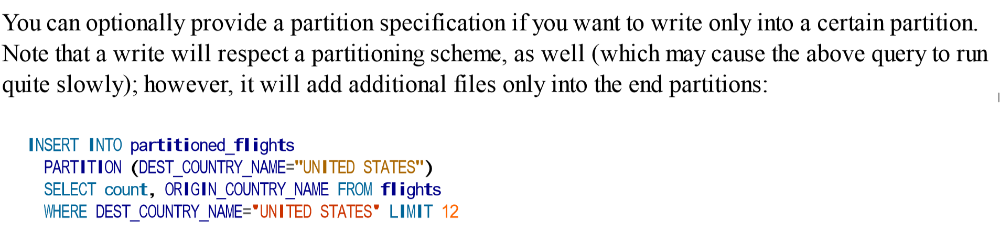 You can optionally provide a partition specification if you want to write only into a certain partition.
Note that a write will respect a partitioning scheme, as well (which may cause the above query to run
quite slowly); however, it will add additional files only into the end partitions:
INSERT INTO partitioned_flights
PARTITION (DEST_COUNTRY_NAME="UNITED STATES")
SELECT count, ORIGIN_COUNTRY_NAME FROM flights
WHERE DEST_COUNTRY_NAME='UNITED STATES' LIMIT 12